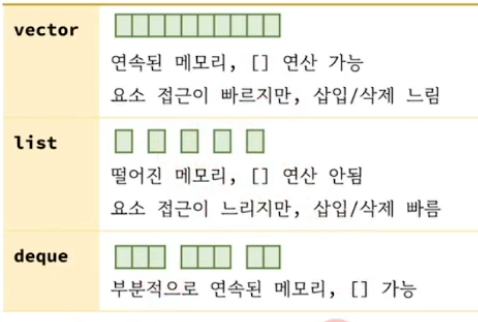 vector
연속된 메모리, [] 연산 가능
요소 접근이 빠르지만, 삽입/삭제 느림
list
떨어진 메모리, [] 연산 안됨
요소 접근이 느리지만, 삽입/삭제 빠름
deque
부분적으로 연속된 메모리, [] 가능